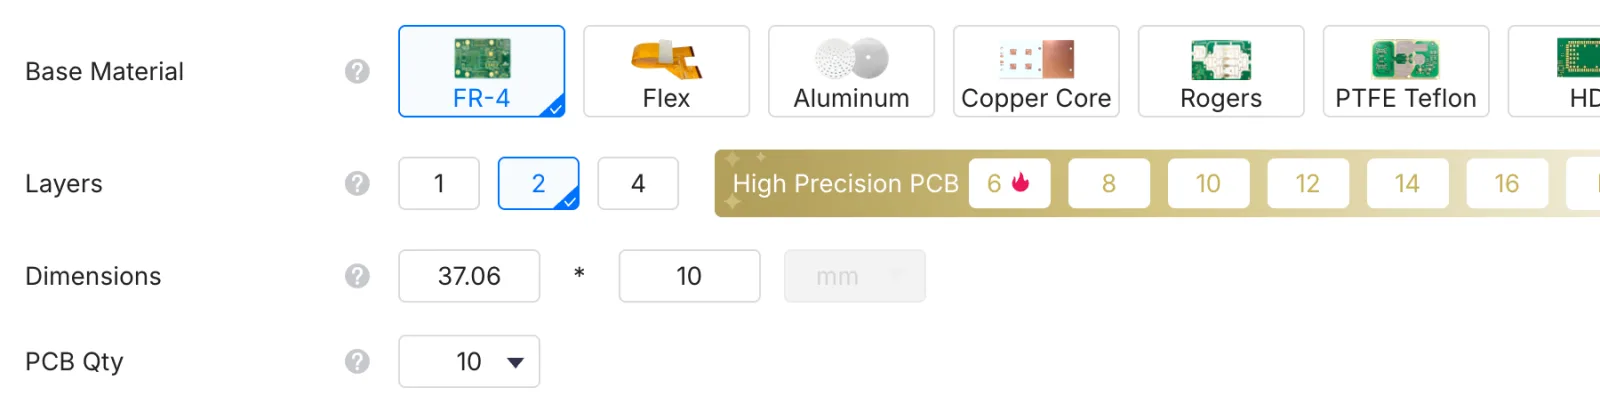 Base Material ? FR-4 Flex Aluminum Copper Core Rogers PTFE Teflon
Layers ? 1 2 4 High Precision PCB 6 8 10 12 14 16
Dimensions ? 37.06 * 10 mm
PCB Qty ? 10